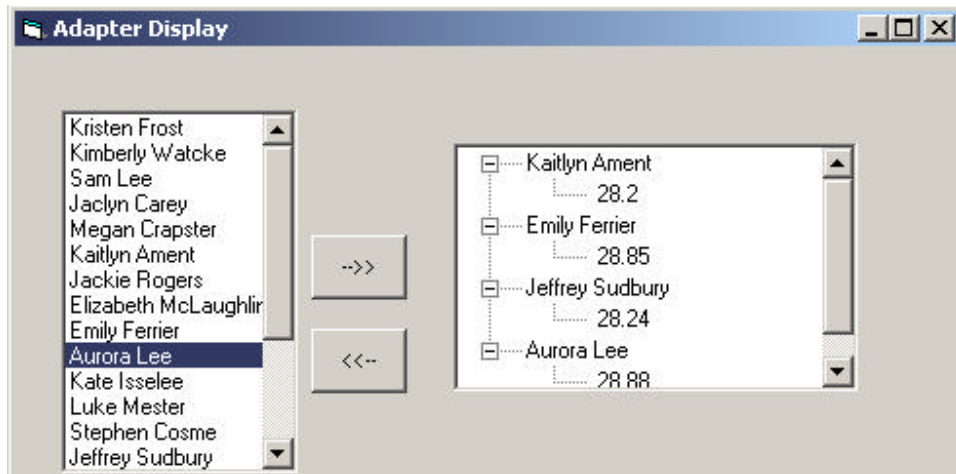 Adapter Display
Kristen Frost
Kimberly Watcke
Sam Lee
Jaclyn Carey
Megan Crapster
Kaitlyn Ament
Jackie Rogers
Elizabeth McLaughlin
Emily Ferrier
Aurora Lee
Kate Isselee
Luke Mester
Stephen Cosme
Jeffrey Sudbury
-->>
<<--
Kaitlyn Ament
28.2
Emily Ferrier
28.85
Jeffrey Sudbury
28.24
Aurora Lee
28.88